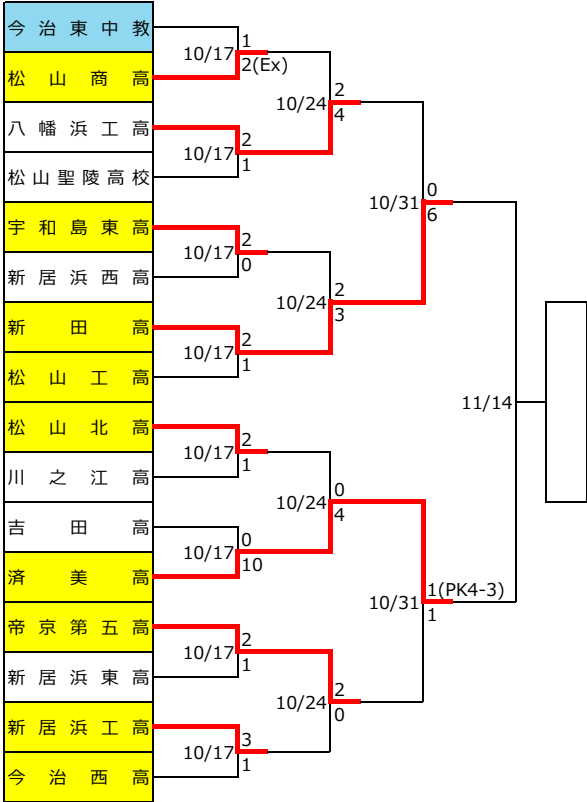 今治東中教
松山商高
八幡浜工高
松山聖陵高校
宇和島東高
新居浜西高
新田高
松山工高
松山北高
川之江高
吉田高
済美高
帝京第五高
新居浜東高
新居浜工高
今治西高
10/17
1
2(Ex)
10/17
2
1
10/17
2
0
10/17
2
1
10/17
2
1
10/17
0
10
10/17
2
1
10/17
3
1
10/24
2
4
10/24
2
3
10/24
0
4
10/24
2
0
10/31
0
6
10/31
1(PK4-3)
1
11/14